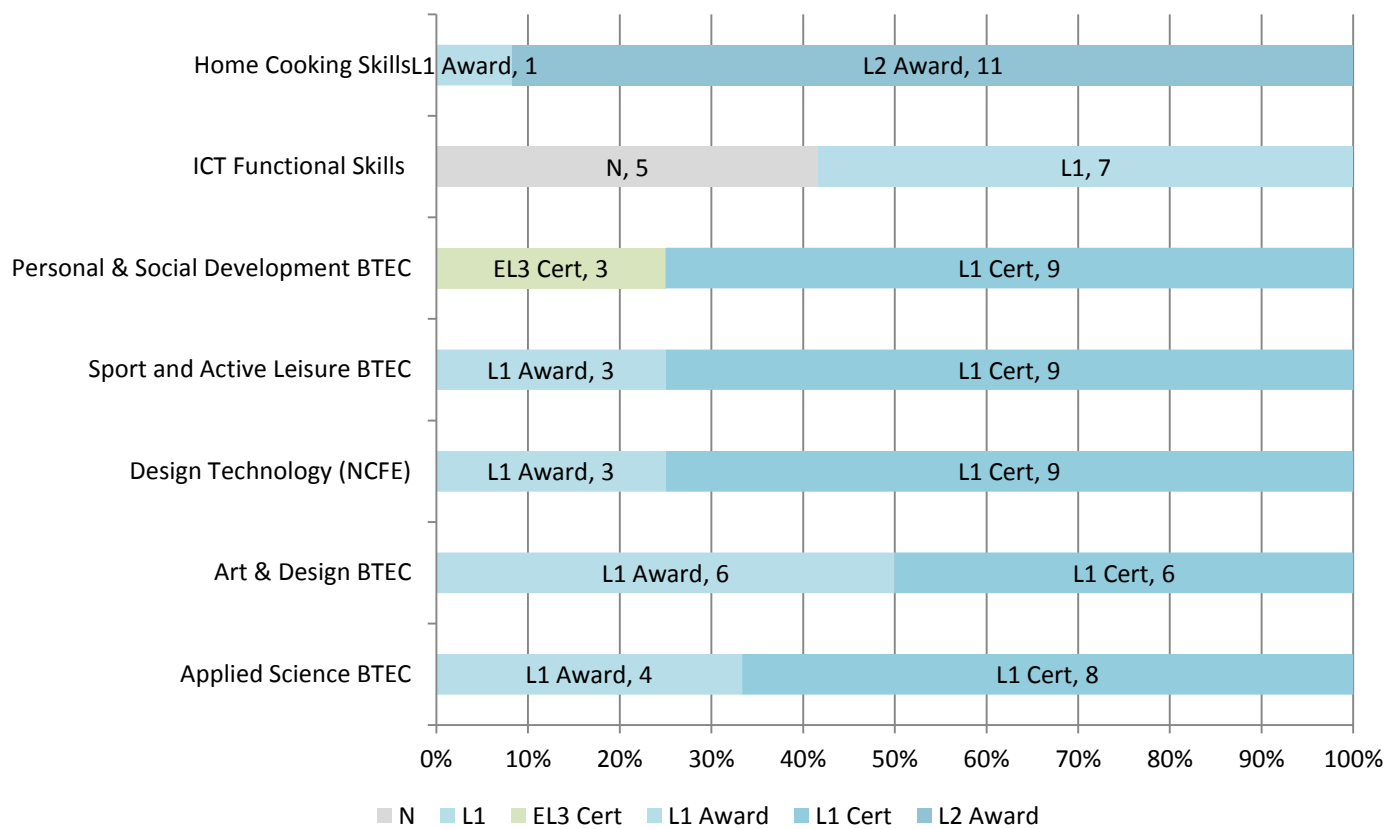 Home Cooking Skills L1 Award, 1 L2 Award, 11
ICT Functional Skills N, 5 L1, 7
Personal & Social Development BTEC EL3 Cert, 3 L1 Cert, 9
Sport and Active Leisure BTEC L1 Award, 3 L1 Cert, 9
Design Technology (NCFE) L1 Award, 3 L1 Cert, 9
Art & Design BTEC L1 Award, 6 L1 Cert, 6
Applied Science BTEC L1 Award, 4 L1 Cert, 8
0% 10% 20% 30% 40% 50% 60% 70% 80% 90% 100%
N L1 EL3 Cert L1 Award L1 Cert L2 Award